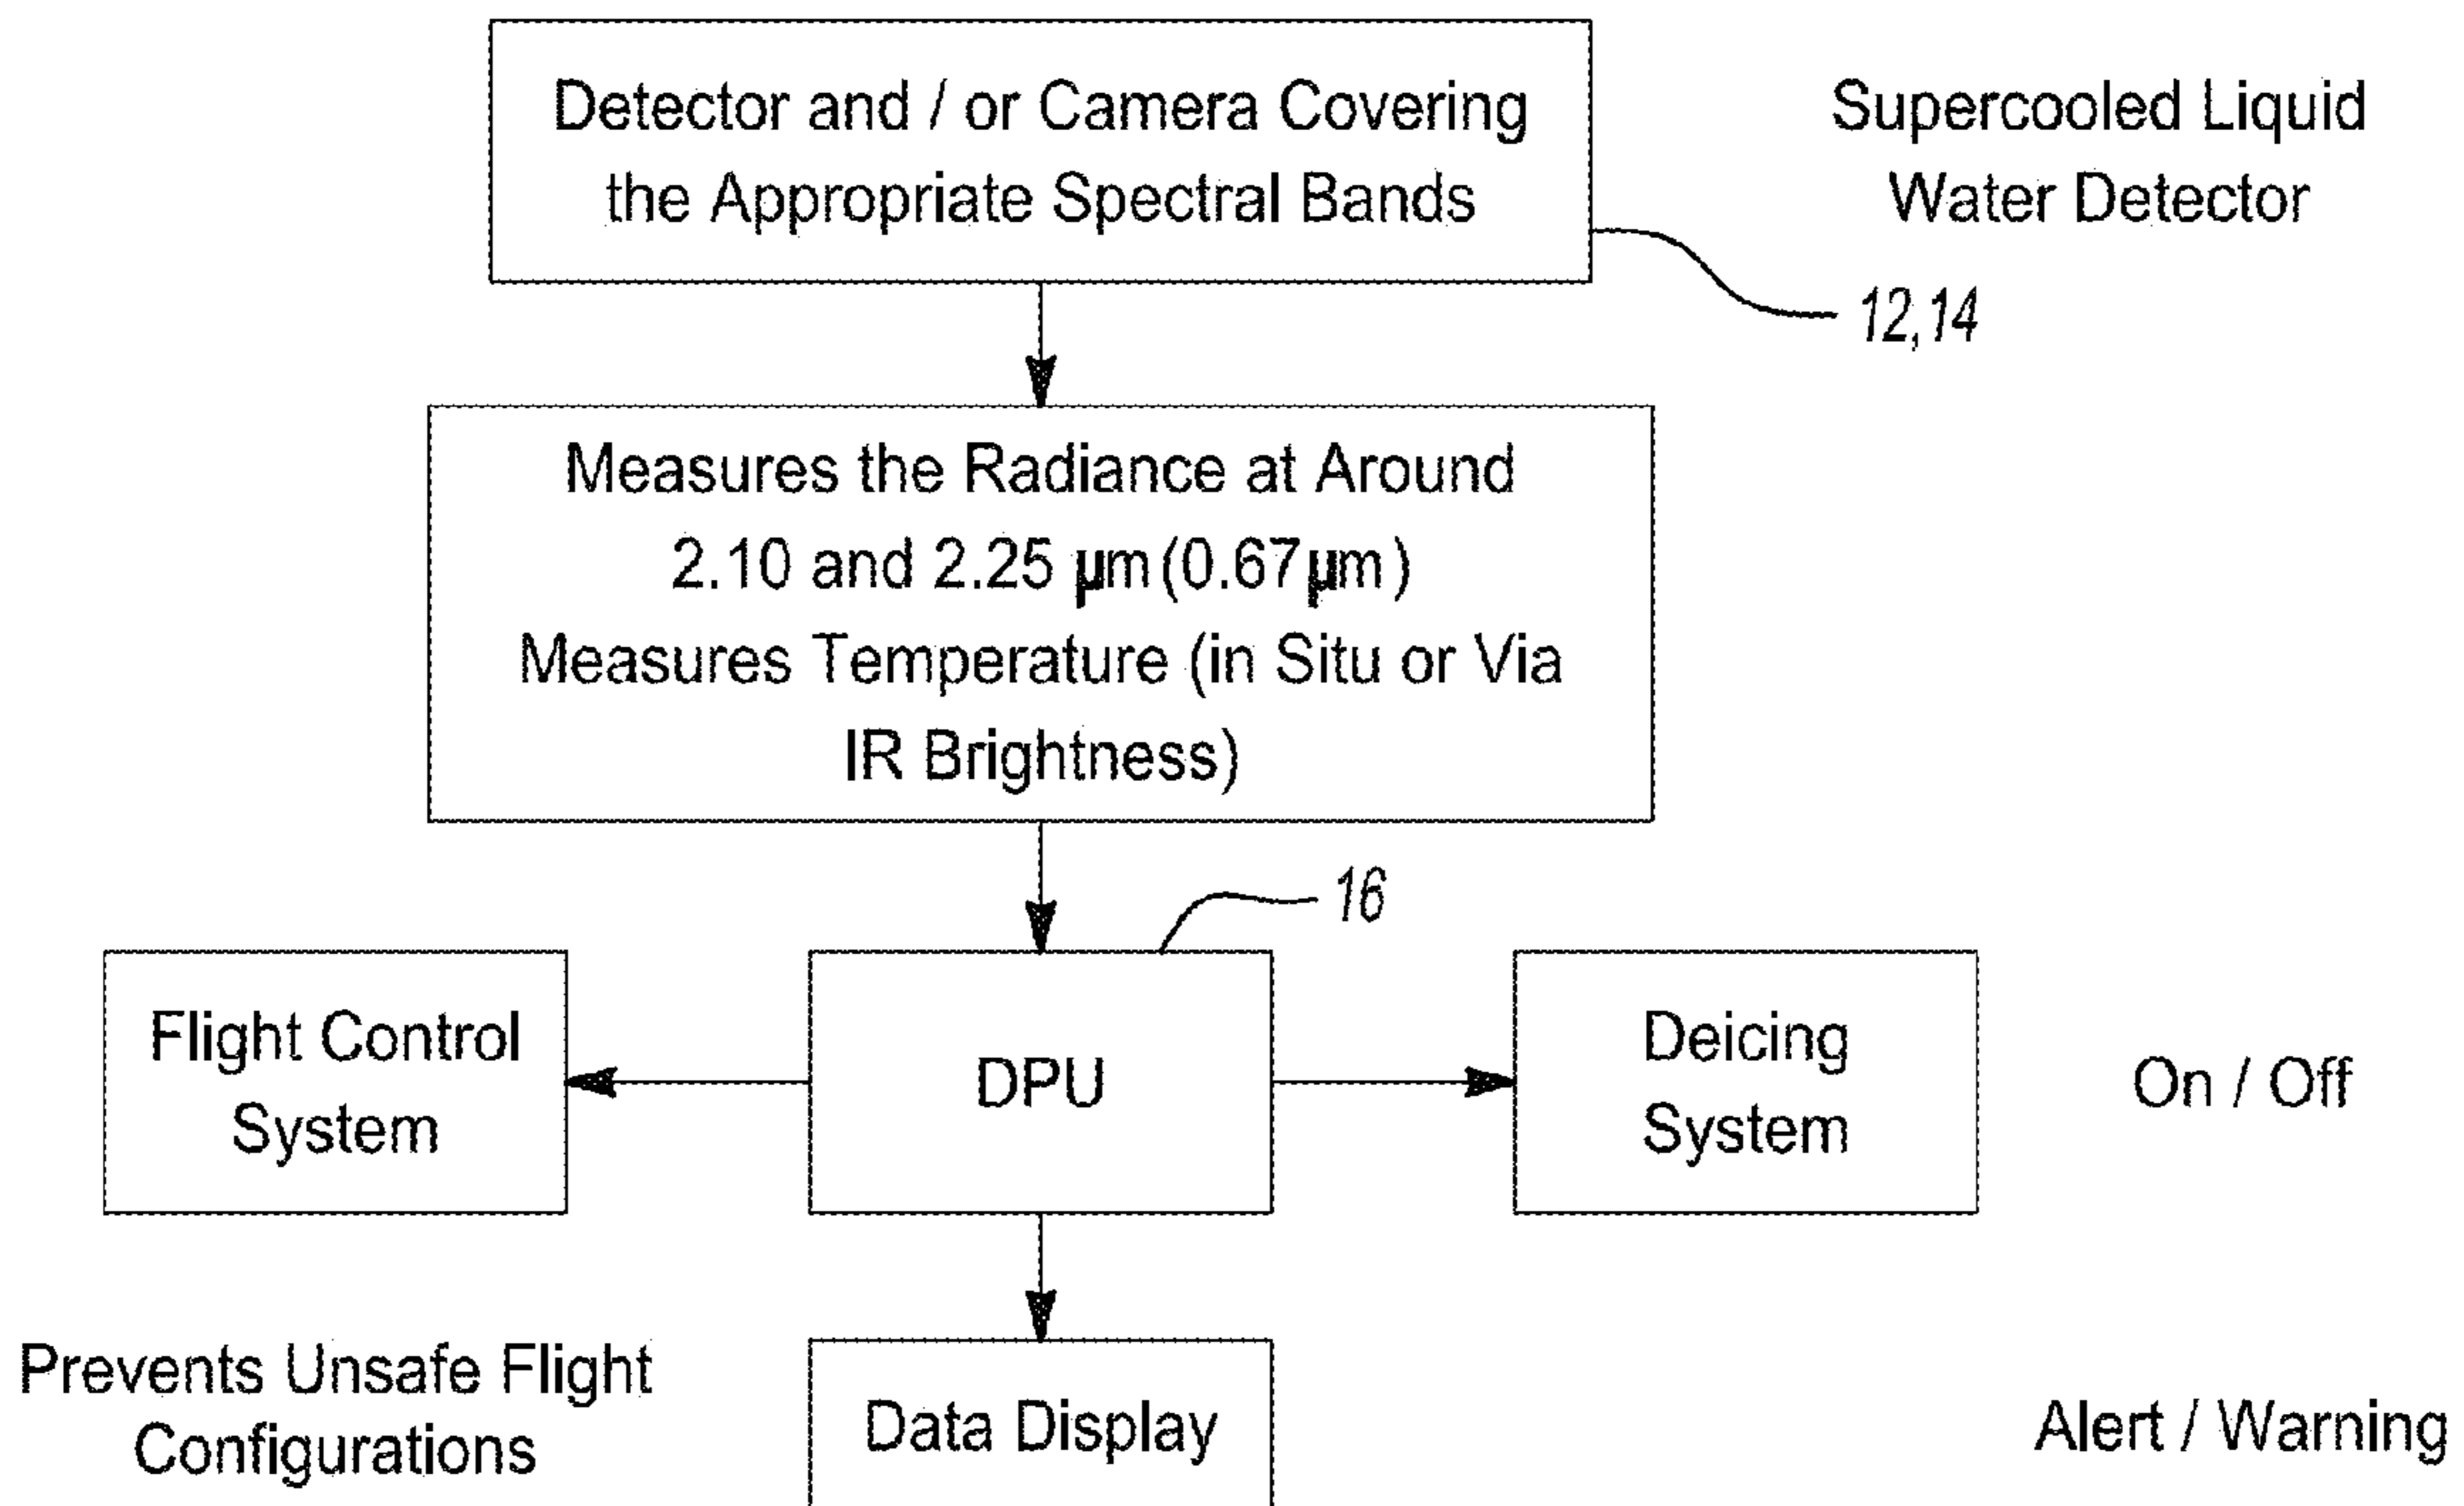 Detector and / or Camera Covering
the Appropriate Spectral Bands
Supercooled Liquid
Water Detector
12,14
Measures the Radiance at Around
2.10 and 2.25 μm (0.67 μm)
Measures Temperature (in Situ or Via
IR Brightness)
16
Flight Control
System
DPU
Deicing
System
On / Off
Prevents Unsafe Flight
Configurations
Data Display
Alert / Warning